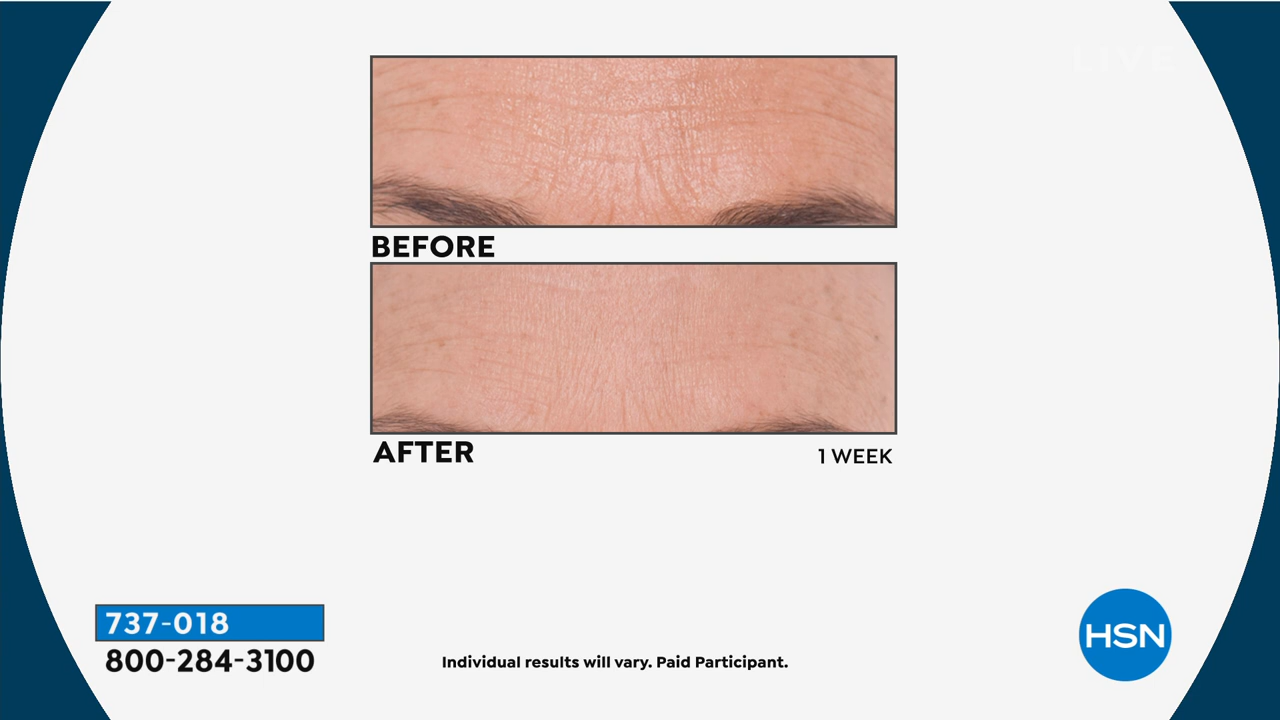 LIVE
BEFORE
AFTER
1 WEEK
737-018
800-284-3100
Individual results will vary. Paid Participant.
HSN